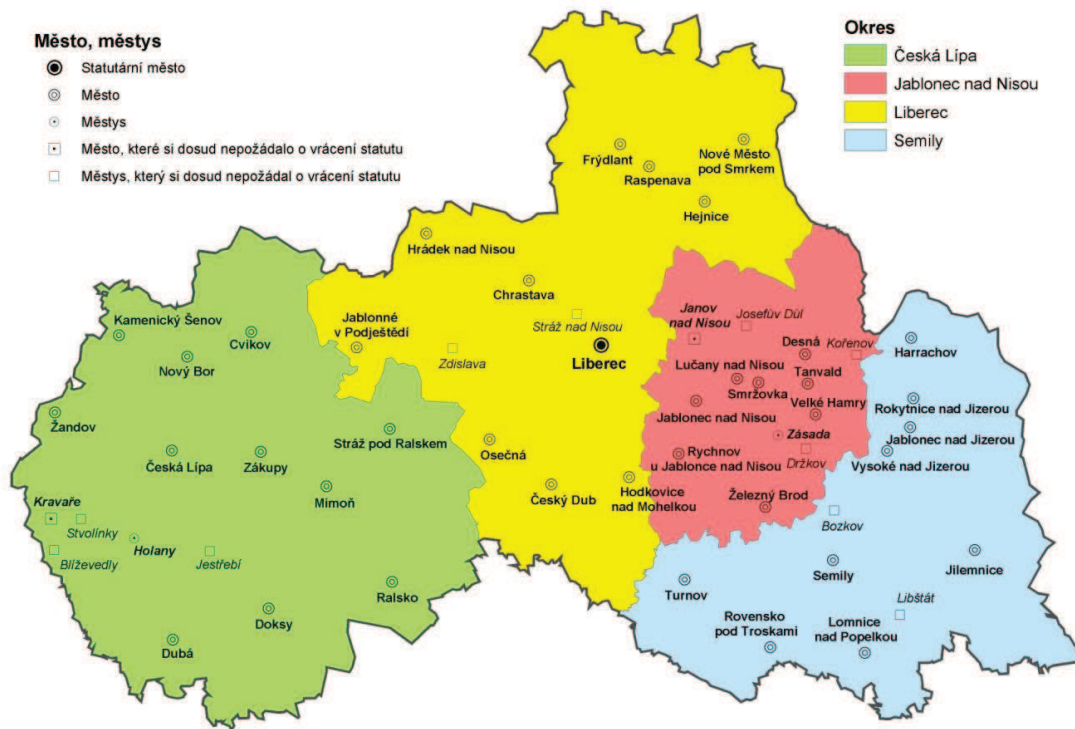 Město, městys
Statutární město
Město
Městys
Město, které si dosud nepožádalo o vrácení statutu
Městys, který si dosud nepožádal o vrácení statutu
Okres
Česká Lípa
Jablonec nad Nisou
Liberec
Semily
Frýdlant
Nové Město
pod Smrkem
Raspenava
Hejnice
Hrádek nad Nisou
Chrastava
Jablonné
v Podještědí
Stráž nad Nisou
Zdislava
Liberec
Osečná
Český Dub
Hodkovice
nad Mohelkou
Kamenický Šenov
Cvikov
Nový Bor
Žandov
Stráž pod Ralskem
Česká Lípa
Zákupy
Mimoň
Kravaře
Stvolínky
Holany
Blíževedly
Jestřebí
Ralsko
Doksy
Dubá
Janov
nad Nisou
Josefův Důl
Desná
Kořenov
Lučany nad Nisou
Tanvald
Smržovka
Velké Hamry
Jablonec nad Nisou
Zásada
Rychnov
u Jablonce nad Nisou
Držkov
Železný Brod
Harrachov
Rokytnice nad Jizerou
Jablonec nad Jizerou
Vysoké nad Jizerou
Bozkov
Semily
Jilemnice
Turnov
Libštát
Rovensko
pod Troskami
Lomnice
nad Popelkou